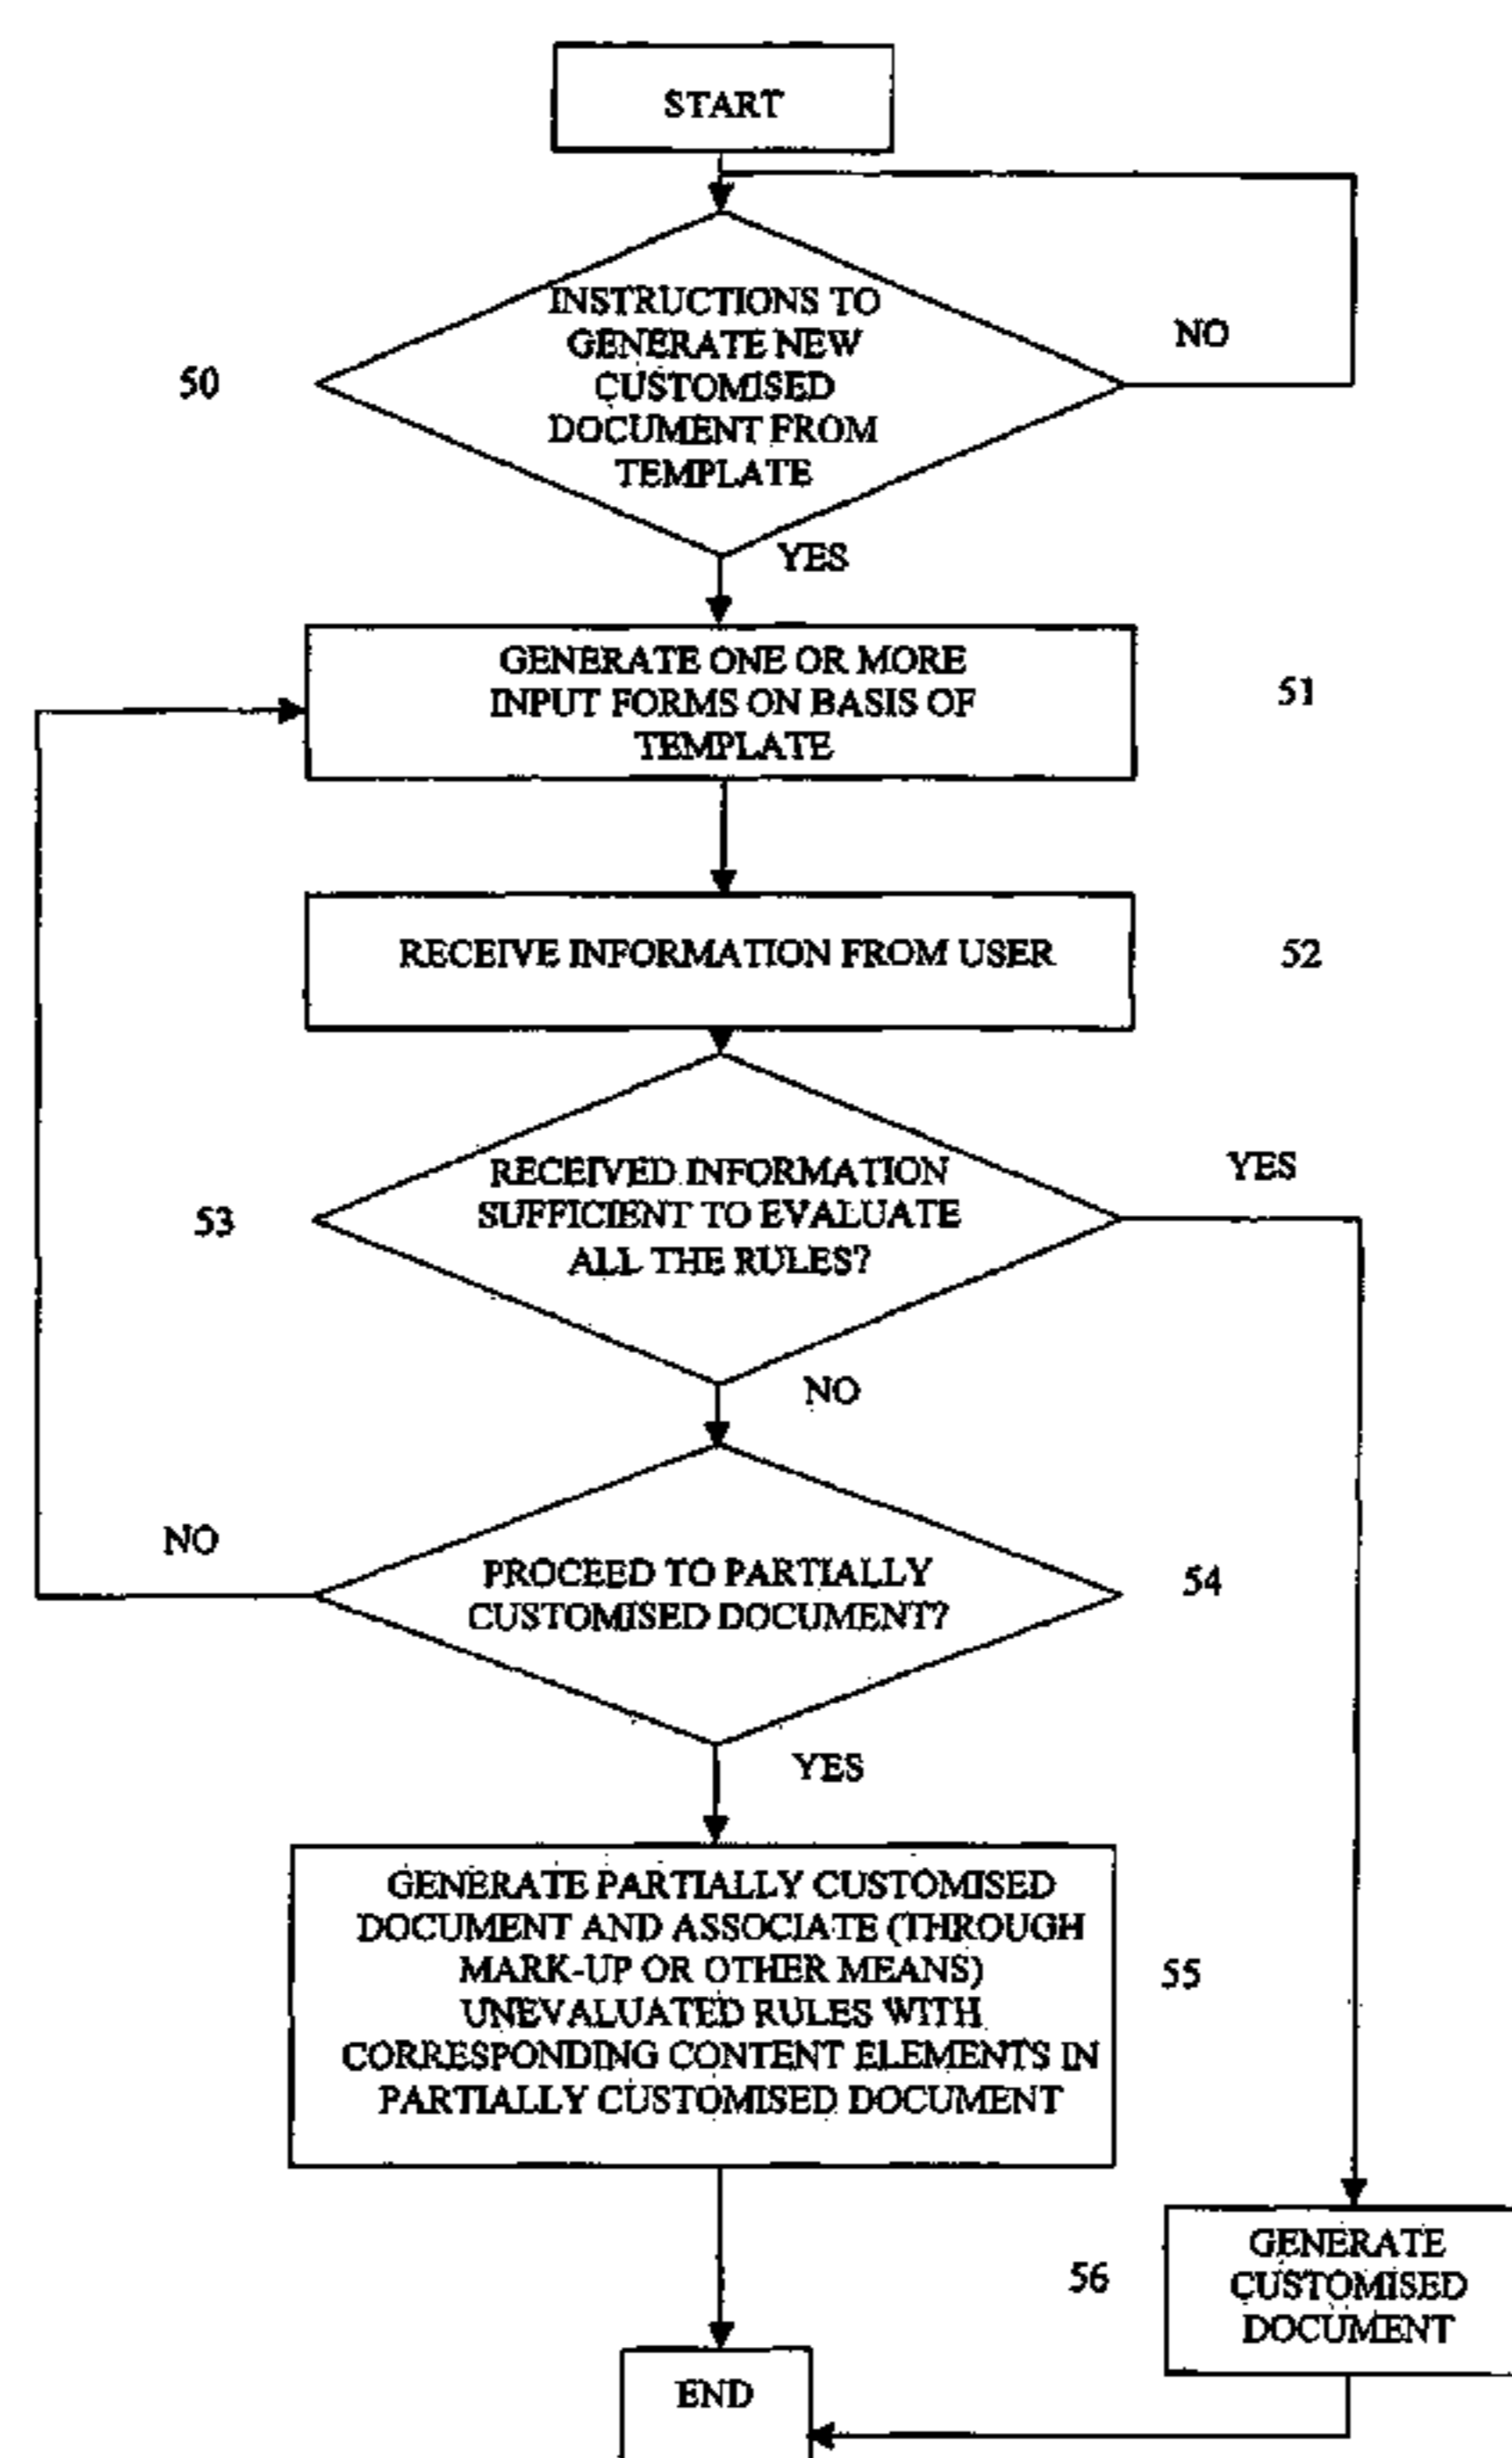 START
INSTRUCTIONS TO
GENERATE NEW
CUSTOMISED
DOCUMENT FROM
TEMPLATE
50
NO
YES
GENERATE ONE OR MORE
INPUT FORMS ON BASIS OF
TEMPLATE
51
RECEIVE INFORMATION FROM USER
52
RECEIVED INFORMATION
SUFFICIENT TO EVALUATE
ALL THE RULES?
53
YES
NO
PROCEED TO PARTIALLY
CUSTOMISED DOCUMENT?
54
NO
YES
GENERATE PARTIALLY CUSTOMISED
DOCUMENT AND ASSOCIATE (THROUGH
MARK-UP OR OTHER MEANS)
UNEVALUATED RULES WITH
CORRESPONDING CONTENT ELEMENTS IN
PARTIALLY CUSTOMISED DOCUMENT
55
GENERATE
CUSTOMISED
DOCUMENT
56
END